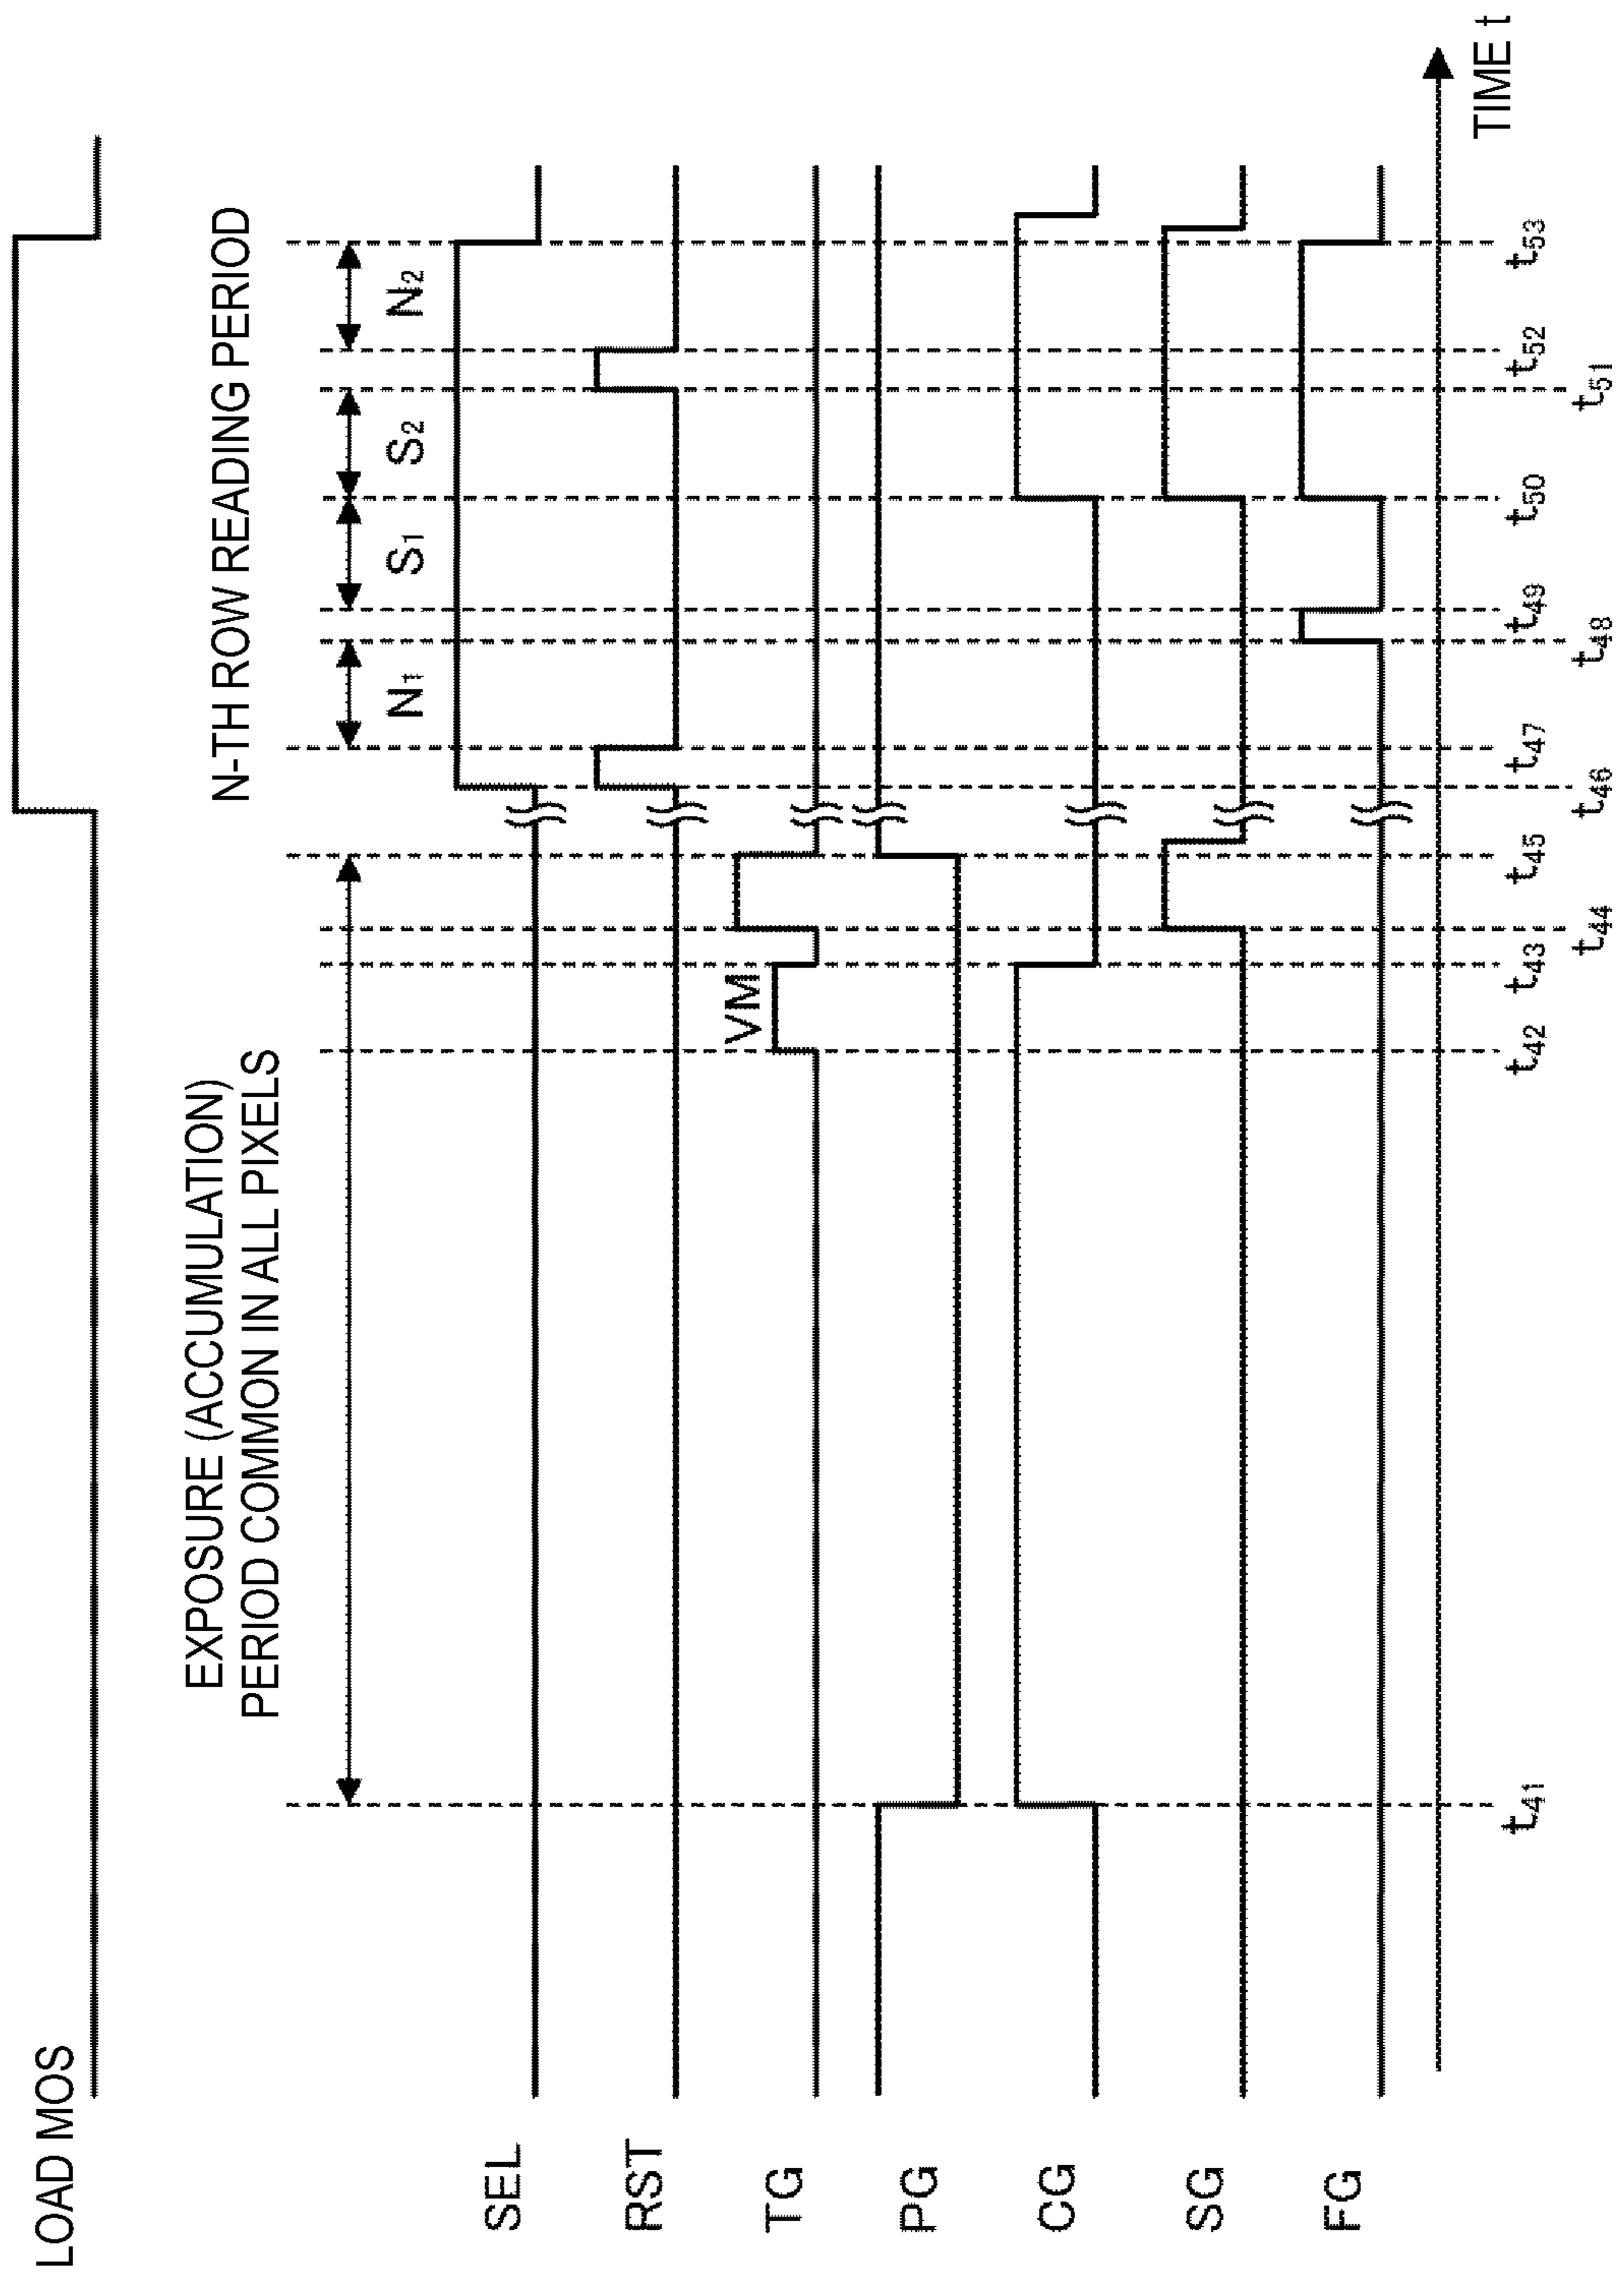 LOAD MOS
EXPOSURE (ACCUMULATION)
PERIOD COMMON IN ALL PIXELS
N-TH ROW READING PERIOD
N1
S1
S2
N2
SEL
RST
TG
VM
PG
CG
SG
FG
TIME t
t41
t42
t43
t44
t45
t46
t47
t48
t49
t50
t51
t52
t53